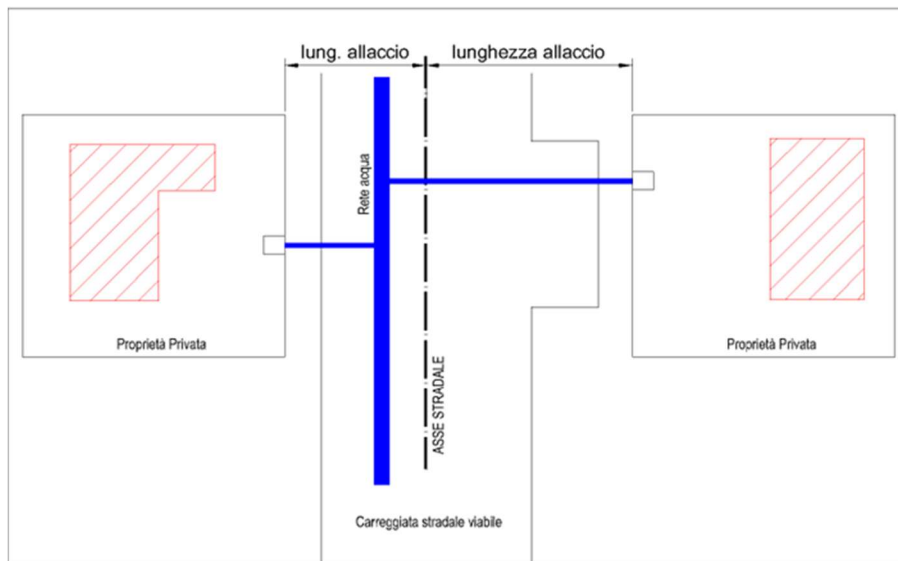 lung. allaccio
lunghezza allaccio
Rete acqua
Proprietà Privata
ASSE STRADALE
Proprietà Privata
Carreggiata stradale viabile